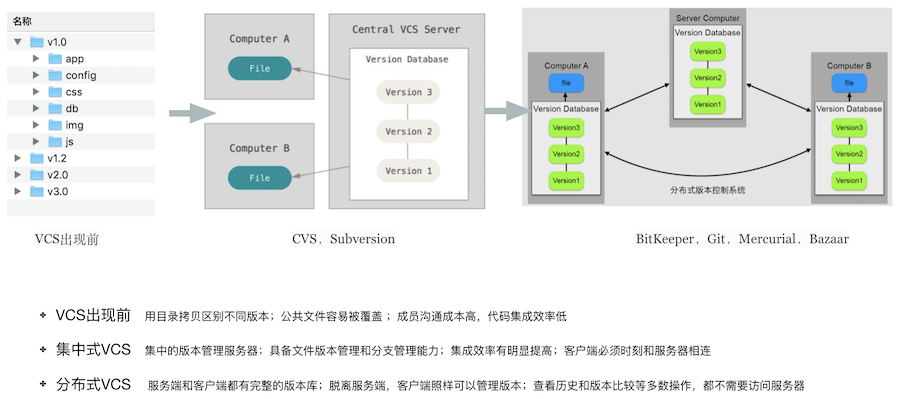 名称
v1.0
app
config
css
db
img
js
v1.2
v2.0
v3.0
VCS出现前
Computer A
File
Computer B
File
Central VCS Server
Version Database
Version 3
Version 2
Version 1
CVS，Subversion
Server Computer
Version Database
Version3
Version2
Version1
Computer A
file
Version Database
Version3
Version2
Version1
Computer B
file
Version Database
Version3
Version2
Version1
分布式版本控制系统
BitKeeper，Git，Mercurial，Bazaar
VCS出现前 用目录拷贝区别不同版本；公共文件容易被覆盖；成员沟通成本高，代码集成效率低
集中式VCS 集中的版本管理服务器；具备文件版本管理和分支管理能力；集成效率有明显提高；客户端必须时刻和服务器相连
分布式VCS 服务端和客户端都有完整的版本库；脱离服务端，客户端照样可以管理版本；查看历史和版本比较等多数操作，都不需要访问服务器